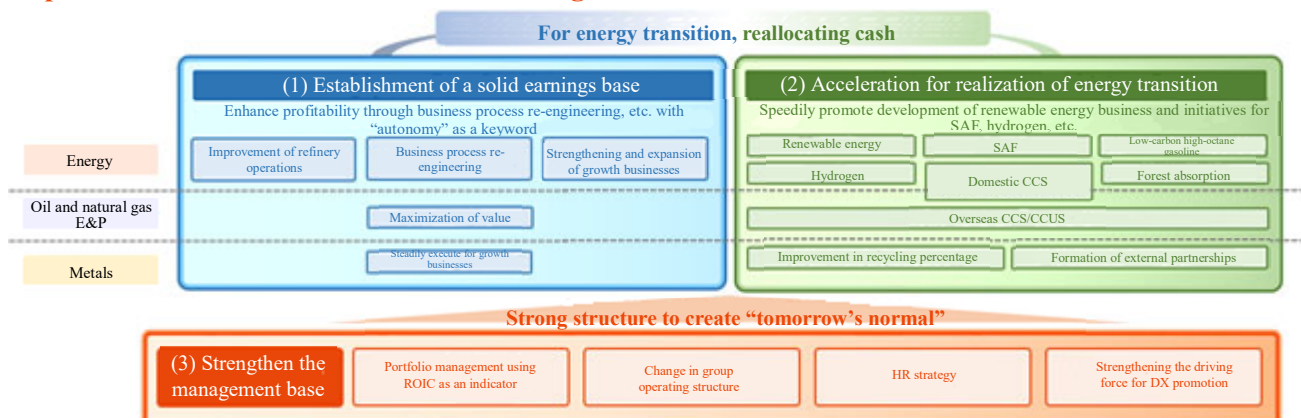 For energy transition, reallocating cash
(1) Establishment of a solid earnings base
Enhance profitability through business process re-engineering, etc. with
“autonomy” as a keyword
(2) Acceleration for realization of energy transition
Speedily promote development of renewable energy business and initiatives for
SAF, hydrogen, etc.
Energy
Improvement of refinery
operations
Business process re-
engineering
Strengthening and expansion
of growth businesses
Renewable energy
SAF
Low-carbon high-octane
gasoline
Hydrogen
Domestic CCS
Forest absorption
Oil and natural gas
E&P
Maximization of value
Overseas CCS/CCUS
Metals
Steadily execute for growth
businesses
Improvement in recycling percentage
Formation of external partnerships
Strong structure to create “tomorrow’s normal”
(3) Strengthen the
management base
Portfolio management using
ROIC as an indicator
Change in group
operating structure
HR strategy
Strengthening the driving
force for DX promotion